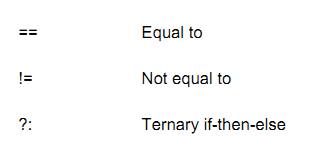 == Equal to
!= Not equal to
?: Ternary if-then-else